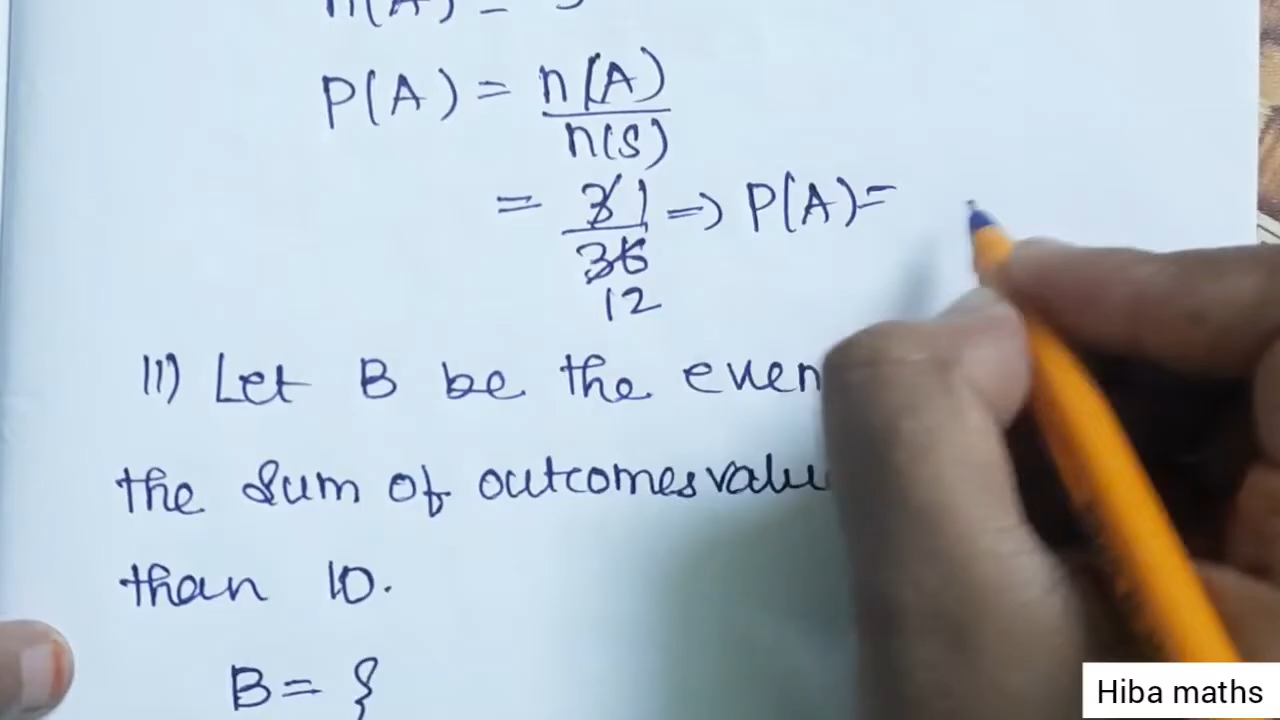 P(A) = n(A)/n(S)
= 3 1/36 12 => P(A)=
II) Let B be the even
the sum of outcomes valu
than 10.
B = {
Hiba maths